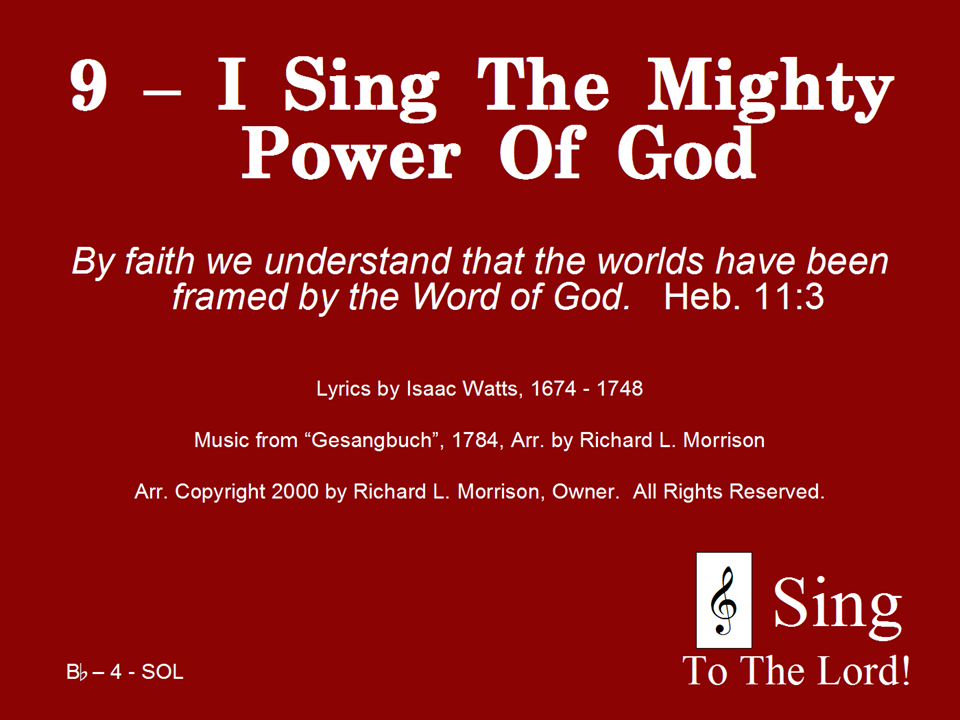 9 – I Sing The Mighty
Power Of God
By faith we understand that the worlds have been
framed by the Word of God. Heb. 11:3
Lyrics by Isaac Watts, 1674 - 1748
Music from “Gesangbuch”, 1784, Arr. by Richard L. Morrison
Arr. Copyright 2000 by Richard L. Morrison, Owner. All Rights Reserved.
Sing
To The Lord!
B♭ – 4 - SOL